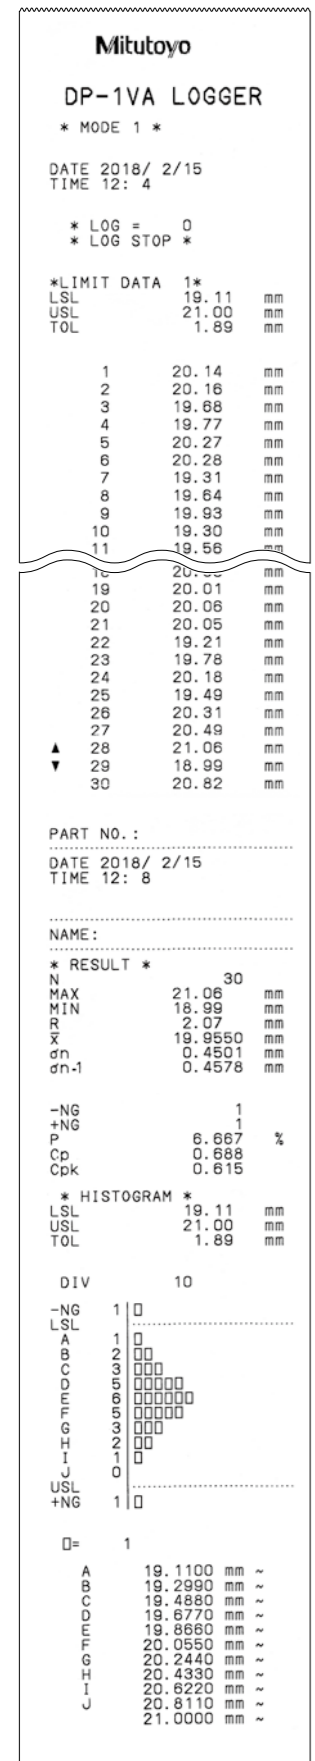 Mitutoyo
DP-1VA LOGGER
* MODE 1 *
DATE 2018/ 2/15
TIME 12: 4
* LOG = 0
* LOG STOP *
*LIMIT DATA 1*
LSL 19.11 mm
USL 21.00 mm
TOL 1.89 mm
1 20.14 mm
2 20.16 mm
3 19.68 mm
4 19.77 mm
5 20.27 mm
6 20.28 mm
7 19.31 mm
8 19.64 mm
9 19.93 mm
10 19.30 mm
11 19.56 mm
mm
19 20.01 mm
20 20.06 mm
21 20.05 mm
22 19.21 mm
23 19.78 mm
24 20.18 mm
25 19.49 mm
26 20.31 mm
27 20.49 mm
▲ 28 21.06 mm
▼ 29 18.99 mm
30 20.82 mm
PART NO.:
DATE 2018/ 2/15
TIME 12: 8
NAME:
* RESULT *
N 30
MAX 21.06 mm
MIN 18.99 mm
R 2.07 mm
x̅ 19.9550 mm
σn 0.4501 mm
σn-1 0.4578 mm
-NG 1
+NG 1
P 6.667 %
Cp 0.688
Cpk 0.615
* HISTOGRAM *
LSL 19.11 mm
USL 21.00 mm
TOL 1.89 mm
DIV 10
-NG 1 ▯
LSL
A 1 ▯
B 2 ▯▯
C 3 ▯▯▯
D 5 ▯▯▯▯▯
E 6 ▯▯▯▯▯▯
F 5 ▯▯▯▯▯
G 3 ▯▯▯
H 2 ▯▯
I 1 ▯
J 0
USL
+NG 1 ▯
▯= 1
A 19.1100 mm ~
B 19.2990 mm ~
C 19.4880 mm ~
D 19.6770 mm ~
E 19.8660 mm ~
F 20.0550 mm ~
G 20.2440 mm ~
H 20.4330 mm ~
I 20.6220 mm ~
J 20.8110 mm ~
21.0000 mm ~